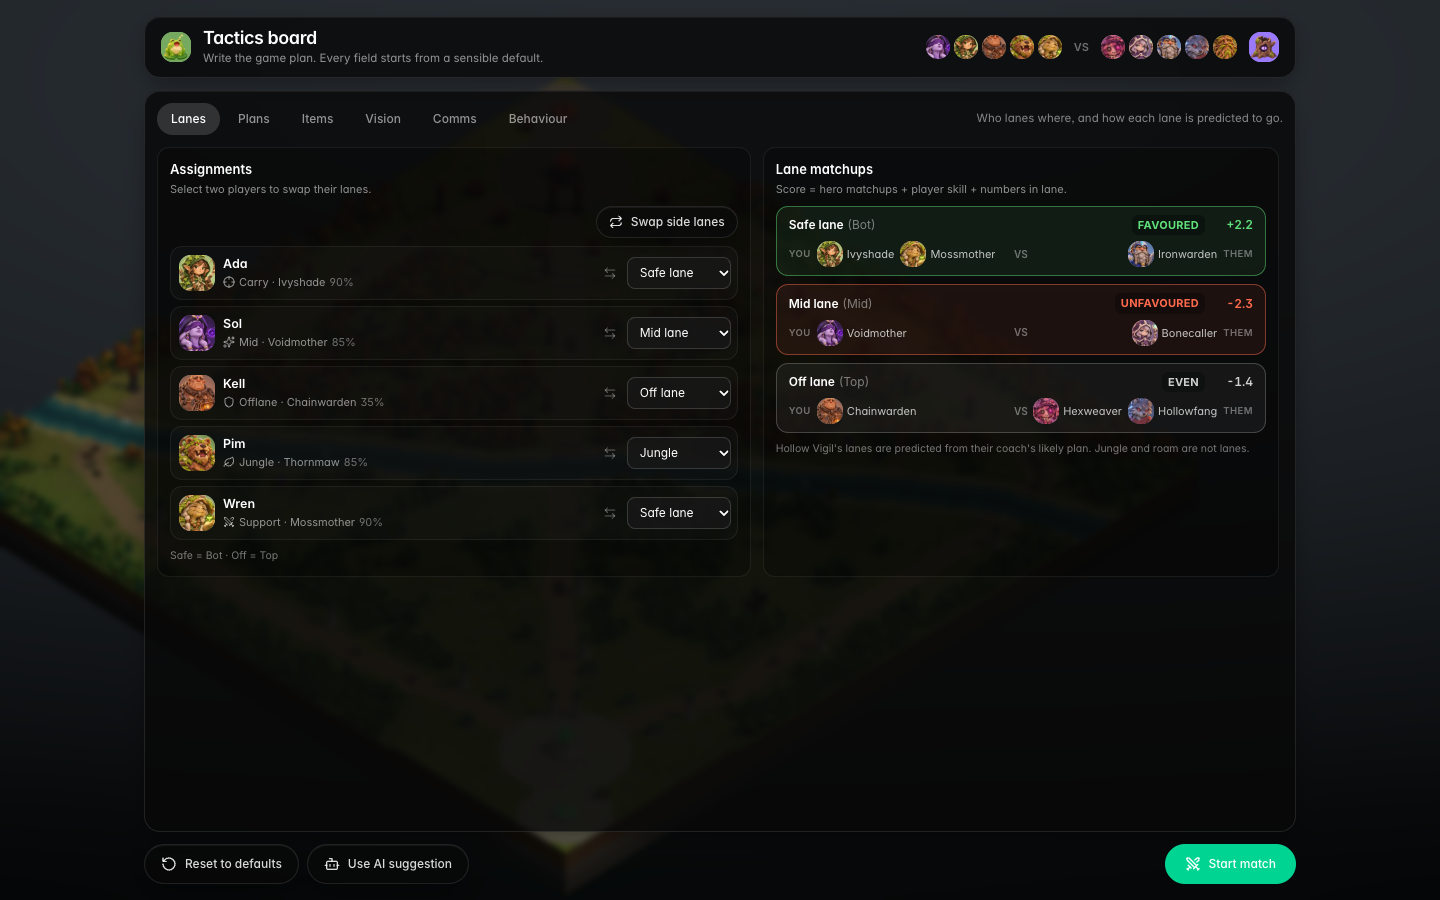 Tactics board
Write the game plan. Every field starts from a sensible default.
VS
Lanes Plans Items Vision Comms Behaviour
Who lanes where, and how each lane is predicted to go.
Assignments
Select two players to swap their lanes.
Swap side lanes
Ada
Carry · Ivyshade 90%
Safe lane
Sol
Mid · Voidmother 85%
Mid lane
Kell
Offlane · Chainwarden 35%
Off lane
Pim
Jungle · Thornmaw 85%
Jungle
Wren
Support · Mossmother 90%
Safe lane
Safe = Bot · Off = Top
Lane matchups
Score = hero matchups + player skill + numbers in lane.
Safe lane (Bot) FAVOURED +2.2
YOU Ivyshade Mossmother VS Ironwarden THEM
Mid lane (Mid) UNFAVOURED -2.3
YOU Voidmother VS Bonecaller THEM
Off lane (Top) EVEN -1.4
YOU Chainwarden VS Hexweaver Hollowfang THEM
Hollow Vigil's lanes are predicted from their coach's likely plan. Jungle and roam are not lanes.
Reset to defaults
Use AI suggestion
Start match